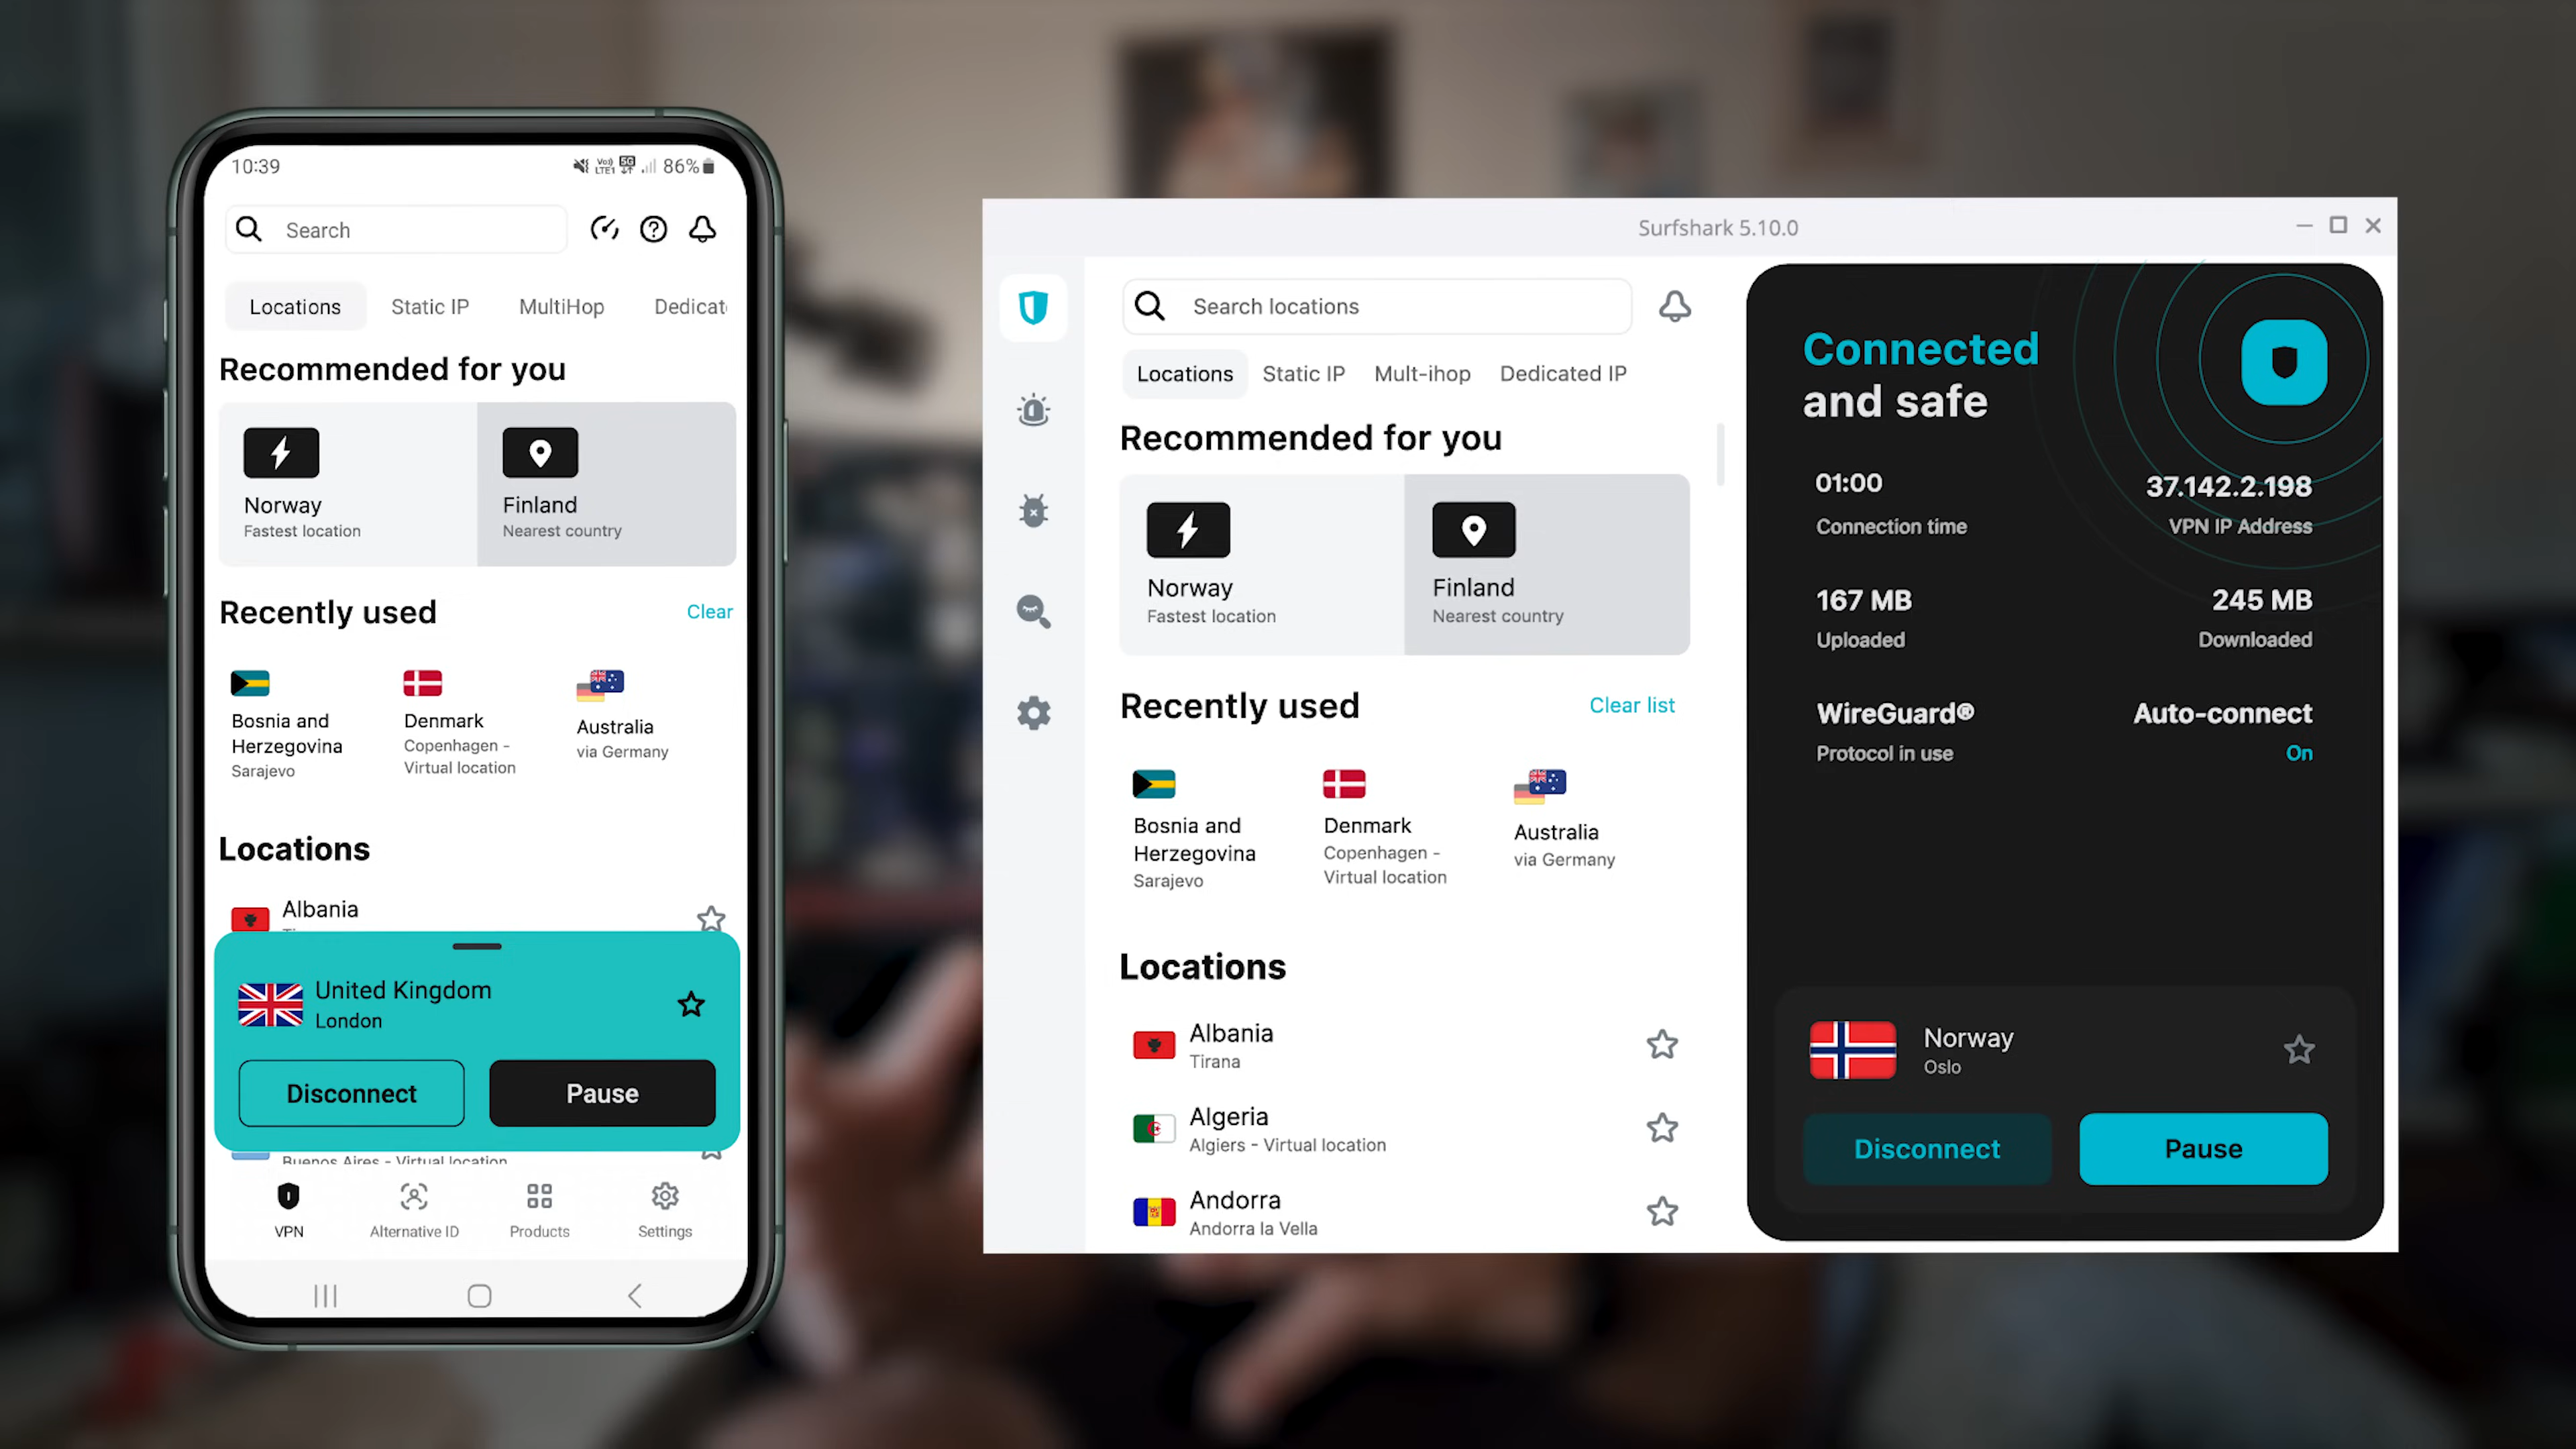 10:39
Vo)) LTE1 5G 86%
Search
Locations Static IP MultiHop Dedicat
Recommended for you
Norway
Fastest location
Finland
Nearest country
Recently used Clear
Bosnia and
Herzegovina
Sarajevo
Denmark
Copenhagen -
Virtual location
Australia
via Germany
Locations
Albania
United Kingdom
London
Disconnect Pause
Buenos Aires - Virtual location
VPN Alternative ID Products Settings
Surfshark 5.10.0
Search locations
Locations Static IP Mult-ihop Dedicated IP
Recommended for you
Norway
Fastest location
Finland
Nearest country
Recently used Clear list
Bosnia and
Herzegovina
Sarajevo
Denmark
Copenhagen -
Virtual location
Australia
via Germany
Locations
Albania
Tirana
Algeria
Algiers - Virtual location
Andorra
Andorra la Vella
Connected
and safe
01:00
Connection time
37.142.2.198
VPN IP Address
167 MB
Uploaded
245 MB
Downloaded
WireGuard®
Protocol in use
Auto-connect
On
Norway
Oslo
Disconnect Pause